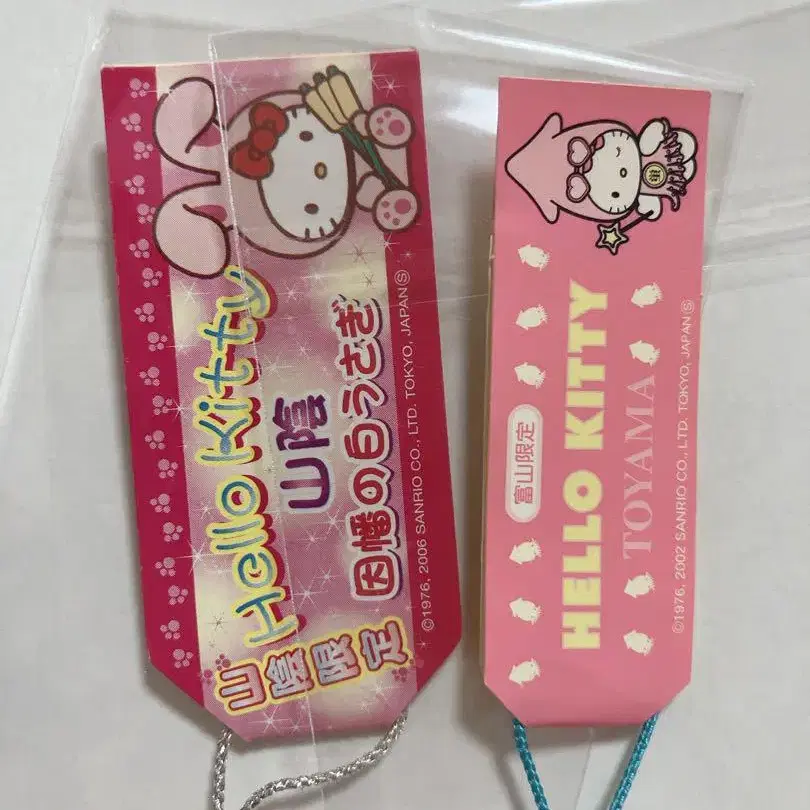 Hello Kitty
山陰
因幡の白うさぎ
©1976, 2006 SANRIO CO., LTD. TOKYO, JAPAN Ⓢ
山陰限定
富山限定
HELLO KITTY
TOYAMA
©1976, 2002 SANRIO CO., LTD. TOKYO, JAPAN Ⓢ